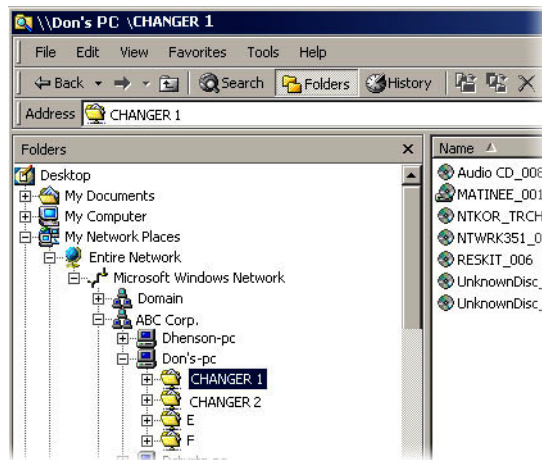 \\Don's PC \CHANGER 1
File Edit View Favorites Tools Help
Back Search Folders History
Address CHANGER 1
Folders
Desktop
My Documents
My Computer
My Network Places
Entire Network
Microsoft Windows Network
Domain
ABC Corp.
Dhenson-pc
Don's-pc
CHANGER 1
CHANGER 2
E
F
Name
Audio CD_008
MATINEE_001
NTKOR_TRCH
NTWRK351_0
RESKIT_006
UnknownDisc_
UnknownDisc_